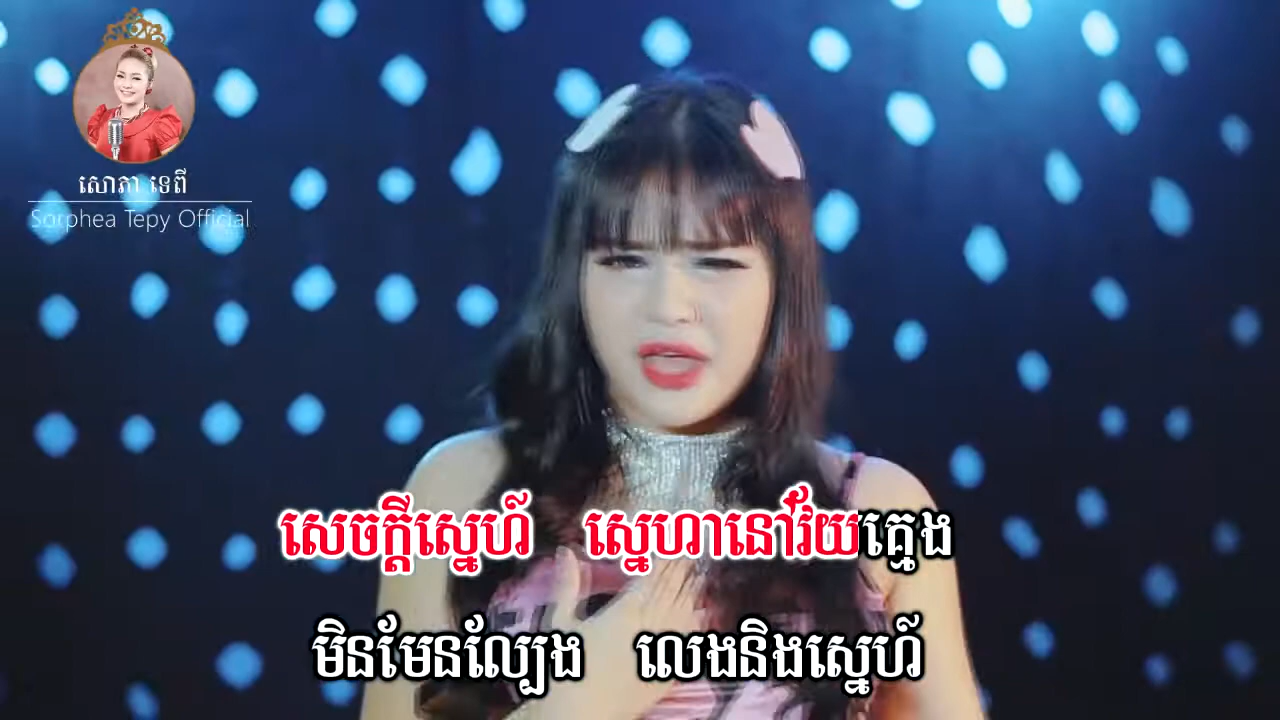 សោភា ទេពី
Sorphea Tepy Official
សេចក្ដីស្នេហ៍ ស្នេហានៅវ័យក្មេង
មិនមែនល្បែង លេងនិងស្នេហ៍